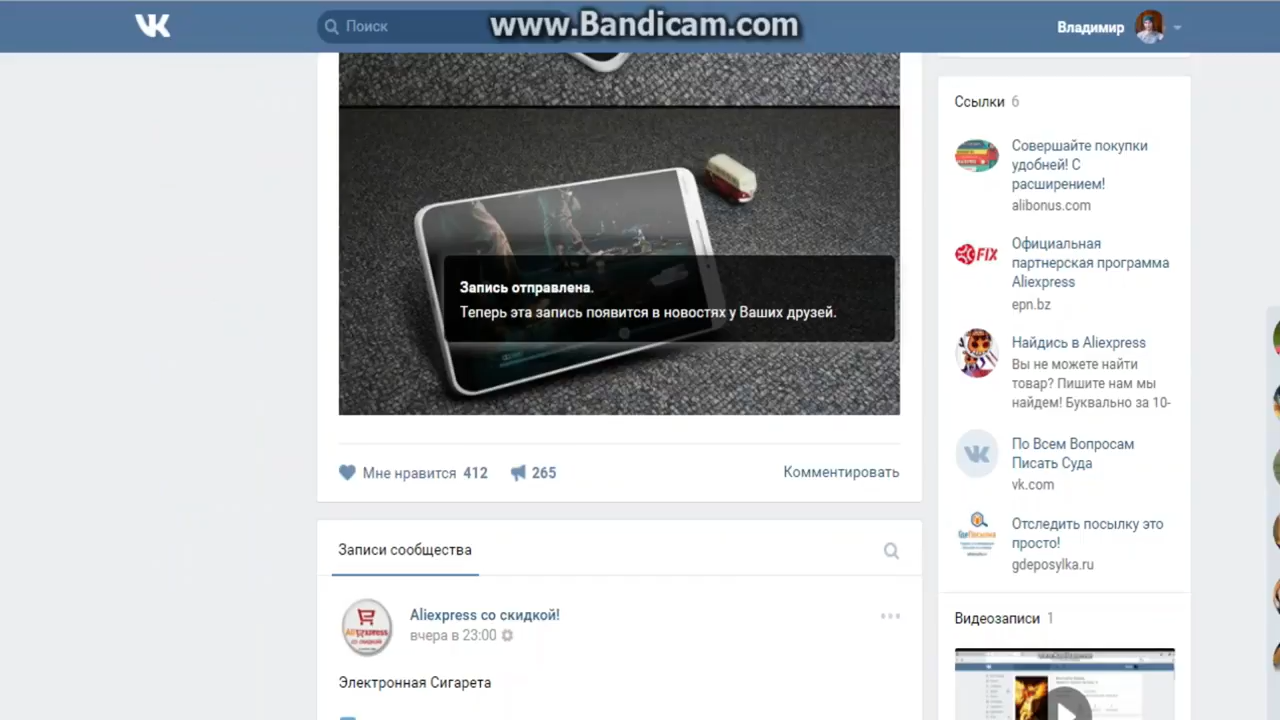 Поиск
www.Bandicam.com
Владимир
Запись отправлена.
Теперь эта запись появится в новостях у Ваших друзей.
Мне нравится 412
265
Комментировать
Записи сообщества
Aliexpress со скидкой!
вчера в 23:00
Электронная Сигарета
Ссылки 6
Совершайте покупки
удобней! С
расширением!
alibonus.com
FIX
Официальная
партнерская программа
Aliexpress
epn.bz
Найдись в Aliexpress
Вы не можете найти
товар? Пишите нам мы
найдем! Буквально за 10-
По Всем Вопросам
Писать Суда
vk.com
ГдеПосылка
Отследить посылку это
просто!
gdeposylka.ru
Видеозаписи 1